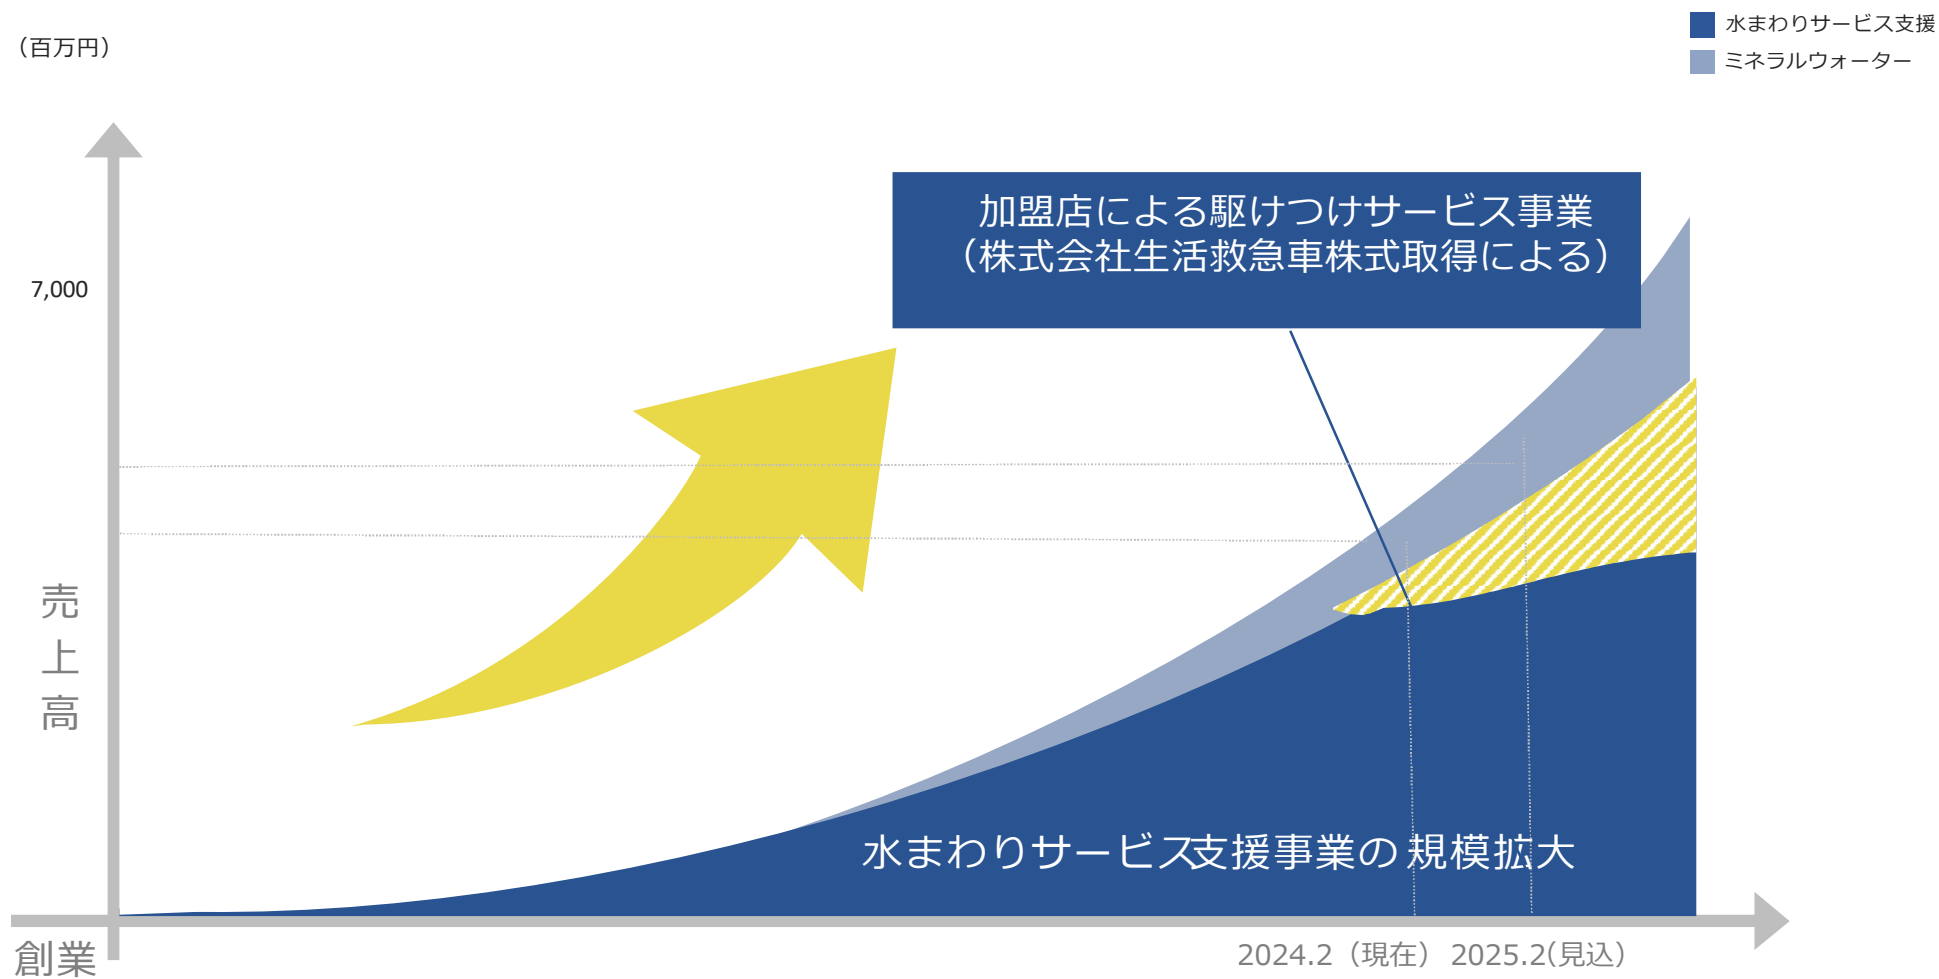 水まわりサービス支援
ミネラルウォーター
（百万円）
加盟店による駆けつけサービス事業
（株式会社生活救急車株式取得による）
7,000
売上高
水まわりサービス支援事業の規模拡大
創業
2024.2（現在） 2025.2(見込）